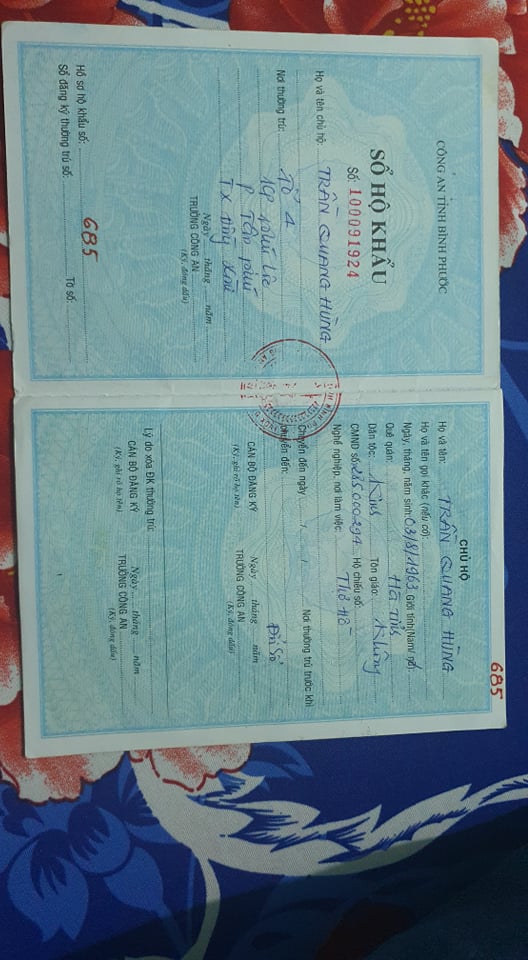 CÔNG AN TỈNH BÌNH PHƯỚC
SỔ HỘ KHẨU
Số: 100091924
Họ và tên chủ hộ: TRẦN QUANG HÙNG
Nơi thường trú: Tổ 4
KP phú Lộc
P Tân phú
TX Đồng Xoài
Ngày .... tháng .... năm
TRƯỞNG CÔNG AN
(Ký, đóng dấu)
Hồ sơ hộ khẩu số: 685
Sổ đăng ký thường trú số: Tờ số:
685
CHỦ HỘ
Họ và tên: TRẦN QUANG HÙNG
Họ và tên gọi khác (nếu có):
Ngày, tháng, năm sinh: 03/8/1963 Giới tính(Nam/
Quê quán: Hà Tĩnh
Dân tộc: Kinh Tôn giáo: Không
CMND số: 285000294 Hộ chiếu số:
Nghề nghiệp, nơi làm việc: Thợ hồ
Chuyển đến ngày / / Nơi thường trú trước khi
chuyển đến: Đổi sổ
CÁN BỘ ĐĂNG KÝ
(Ký, ghi rõ họ tên)
Ngày .... tháng .... năm
TRƯỞNG CÔNG AN
(Ký, đóng dấu)
Lý do xóa ĐK thường trú:
CÁN BỘ ĐĂNG KÝ
(Ký, ghi rõ họ tên)
Ngày .... tháng .... năm
TRƯỞNG CÔNG AN
(Ký, đóng dấu)